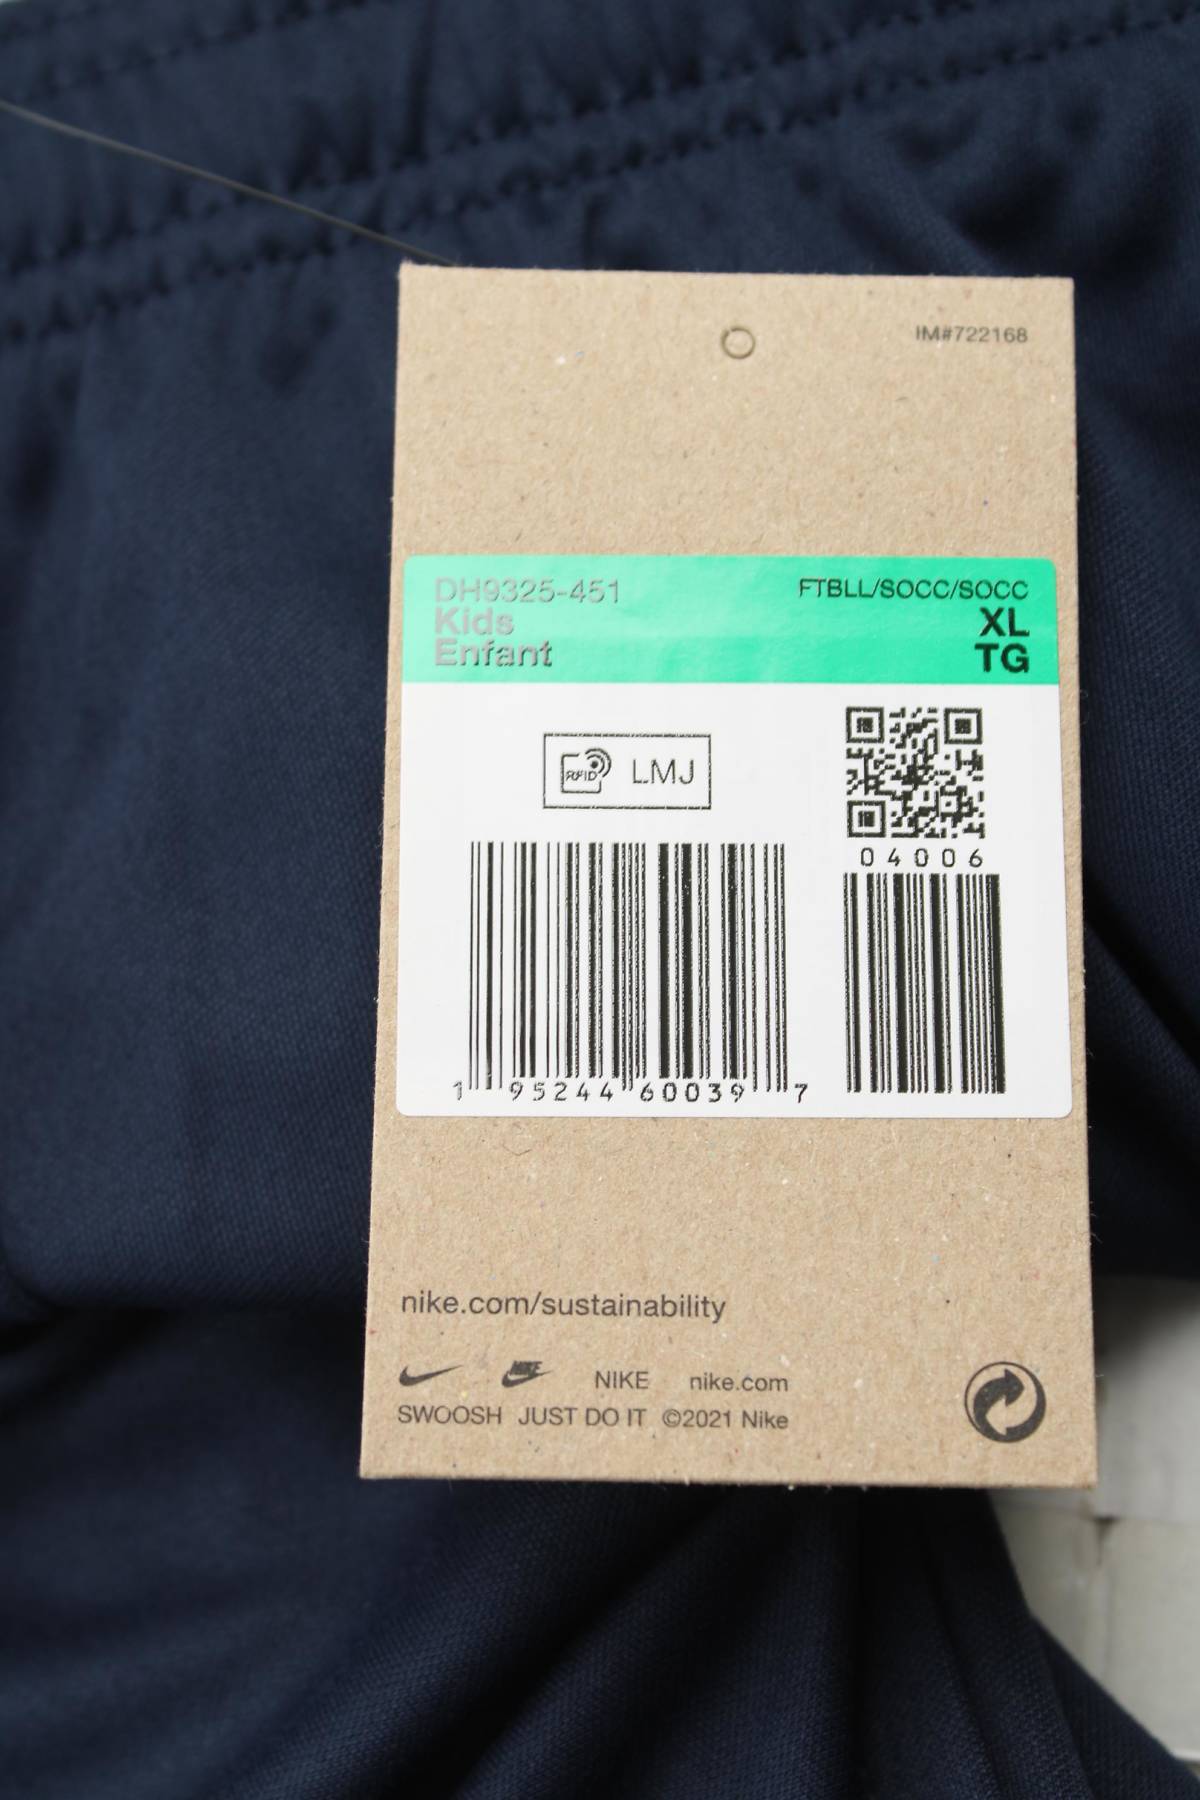 IM#722168
DH9325-451 FTBLL/SOCC/SOCC
Kids XL
Enfant TG
RFID LMJ
04006
1 95244 60039 7
nike.com/sustainability
NIKE NIKE nike.com
SWOOSH JUST DO IT ©2021 Nike